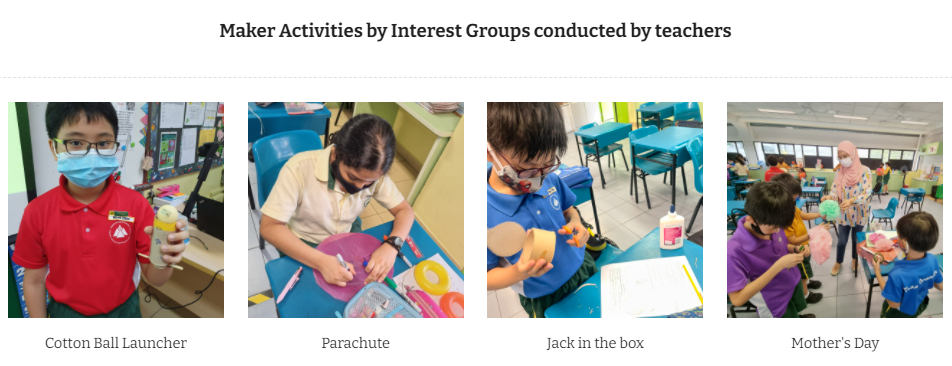 Maker Activities by Interest Groups conducted by teachers
Cotton Ball Launcher
Parachute
Jack in the box
Mother's Day